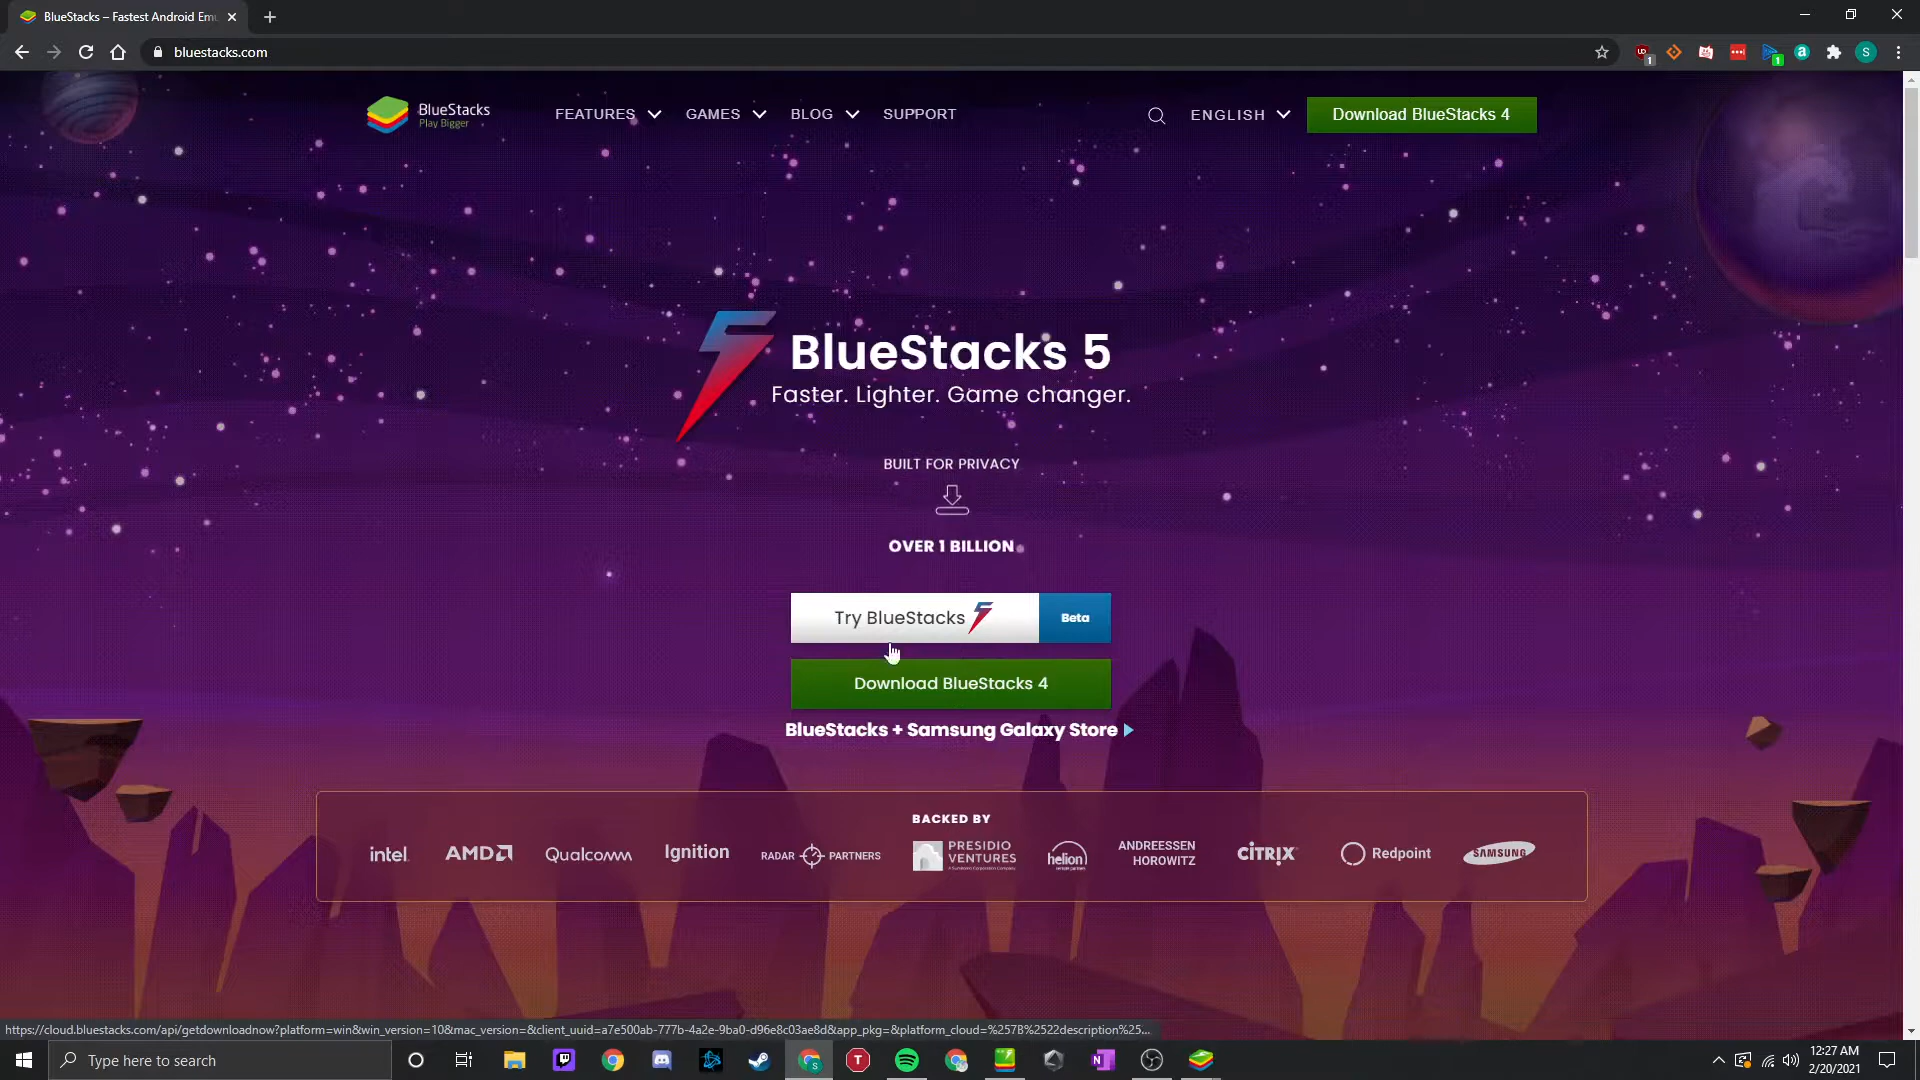 BlueStacks – Fastest Android Emu
bluestacks.com
BlueStacks
Play Bigger
FEATURES
GAMES
BLOG
SUPPORT
ENGLISH
Download BlueStacks 4
BlueStacks 5
Faster. Lighter. Game changer.
BUILT FOR PRIVACY
OVER 1 BILLION
Try BlueStacks 5
Beta
Download BlueStacks 4
BlueStacks + Samsung Galaxy Store
BACKED BY
intel
AMD
Qualcomm
Ignition
RADAR PARTNERS
PRESIDIO
VENTURES
helion
ANDREESSEN
HOROWITZ
CITRIX
Redpoint
SAMSUNG
https://cloud.bluestacks.com/api/getdownloadnow?platform=win&win_version=10&mac_version=&client_uuid=a7e500ab-777b-4a2e-9ba0-d96e8c03ae8d&app_pkg=&platform_cloud=%257B%2522description%25...
Type here to search
12:27 AM
2/20/2021